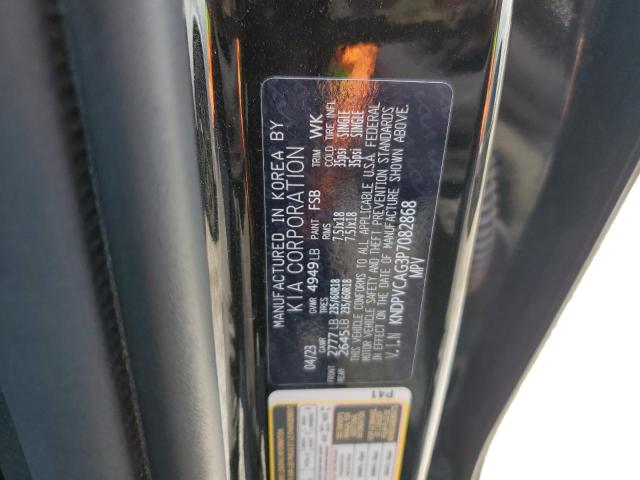 MANUFACTURED IN KOREA BY
KIA CORPORATION
04/23 GVWR 4949LB PAINT FSB TRIM WK
GAWR TIRES RIMS COLD TIRE INFL
FRONT 2777LB 235/60R18 7.5Jx18 35psi SINGLE
REAR 2645LB 235/60R18 7.5Jx18 35psi SINGLE
THIS VEHICLE CONFORMS TO ALL APPLICABLE U.S.A. FEDERAL
MOTOR VEHICLE SAFETY AND THEFT PREVENTION STANDARDS
IN EFFECT ON THE DATE OF MANUFACTURE SHOWN ABOVE.
V.I.N KNDPVCAG3P7082868
MPV
P41